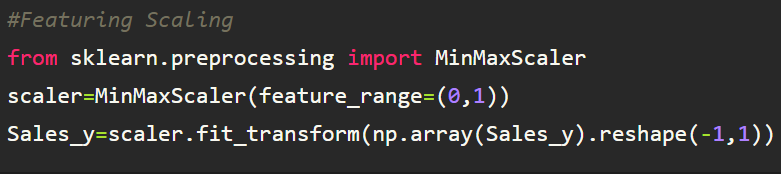 #Featuring Scaling
from sklearn.preprocessing import MinMaxScaler
scaler=MinMaxScaler(feature_range=(0,1))
Sales_y=scaler.fit_transform(np.array(Sales_y).reshape(-1,1))